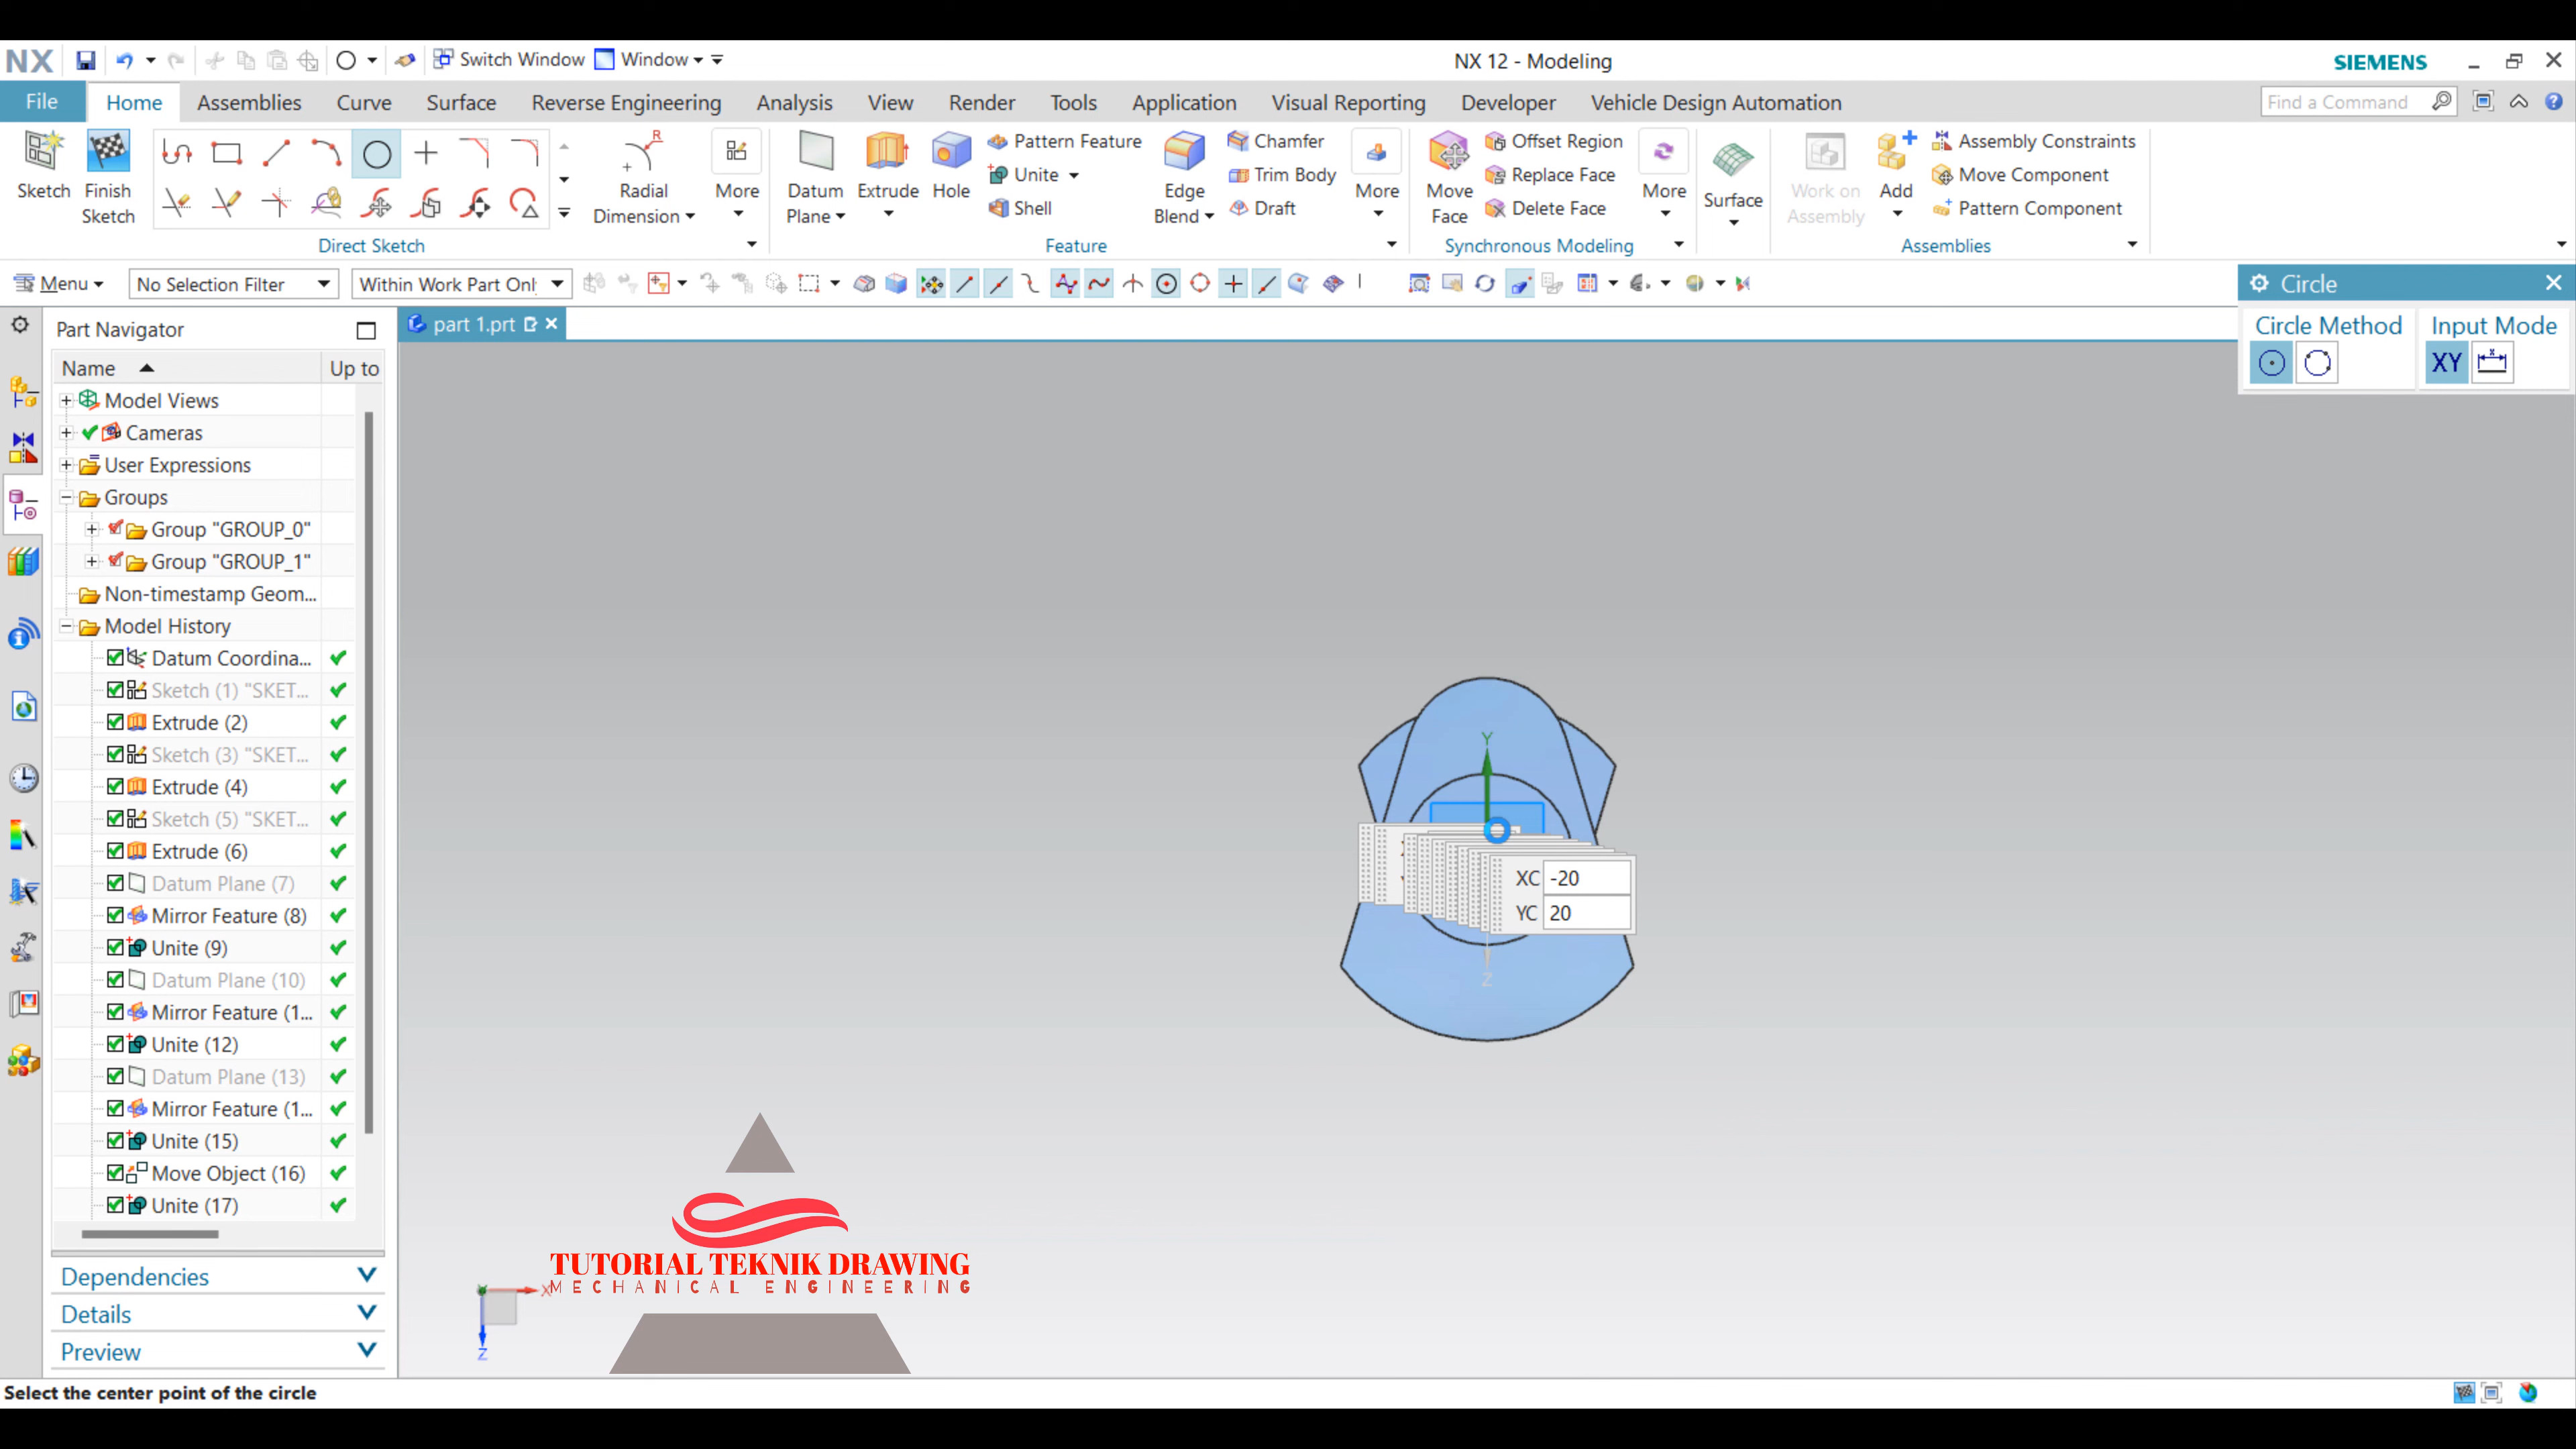 NX Switch Window Window NX 12 - Modeling SIEMENS
File Home Assemblies Curve Surface Reverse Engineering Analysis View Render Tools Application Visual Reporting Developer Vehicle Design Automation Find a Command
Sketch Finish Sketch Radial Dimension More Datum Plane Extrude Hole Pattern Feature Unite Shell Edge Blend Chamfer Trim Body Draft More Move Face Offset Region Replace Face Delete Face More Surface Work on Assembly Add Assembly Constraints Move Component Pattern Component
Direct Sketch Feature Synchronous Modeling Assemblies
Menu No Selection Filter Within Work Part Onl Circle
Part Navigator part 1.prt Circle Method Input Mode
XY
Name Up to
Model Views
Cameras
User Expressions
Groups
Group "GROUP_0"
Group "GROUP_1"
Non-timestamp Geom...
Model History
Datum Coordina...
Sketch (1) "SKET...
Extrude (2)
Sketch (3) "SKET...
Extrude (4)
Sketch (5) "SKET...
Extrude (6)
Datum Plane (7)
Mirror Feature (8)
Unite (9)
Datum Plane (10)
Mirror Feature (1...
Unite (12)
Datum Plane (13)
Mirror Feature (1...
Unite (15)
Move Object (16)
Unite (17)
Dependencies
Details
Preview
Y
XC -20
YC 20
Z
TUTORIAL TEKNIK DRAWING
MECHANICAL ENGINEERING
X
Z
Select the center point of the circle